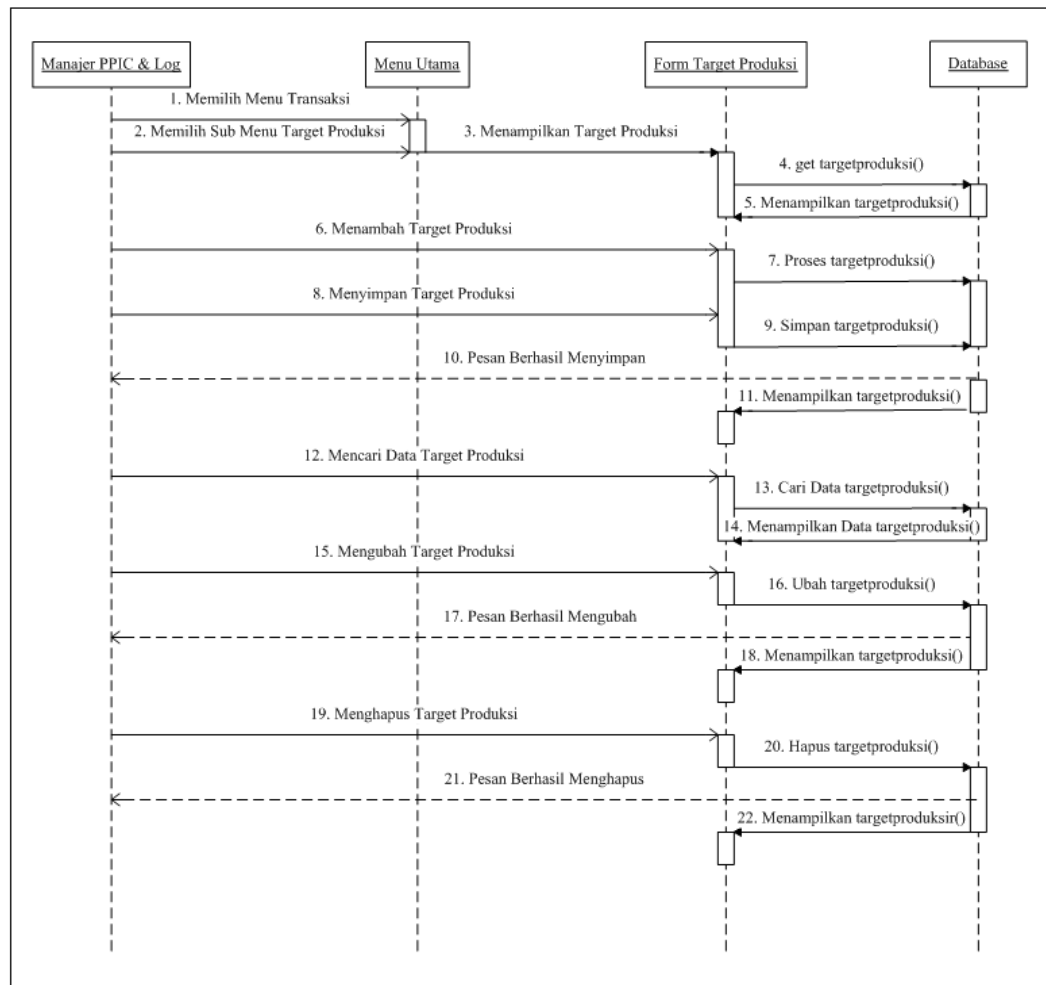 Manajer PPIC & Log
Menu Utama
Form Target Produksi
Database
1. Memilih Menu Transaksi
2. Memilih Sub Menu Target Produksi
3. Menampilkan Target Produksi
4. get targetproduksi()
5. Menampilkan targetproduksi()
6. Menambah Target Produksi
7. Proses targetproduksi()
8. Menyimpan Target Produksi
9. Simpan targetproduksi()
10. Pesan Berhasil Menyimpan
11. Menampilkan targetproduksi()
12. Mencari Data Target Produksi
13. Cari Data targetproduksi()
14. Menampilkan Data targetproduksi()
15. Mengubah Target Produksi
16. Ubah targetproduksi()
17. Pesan Berhasil Mengubah
18. Menampilkan targetproduksi()
19. Menghapus Target Produksi
20. Hapus targetproduksi()
21. Pesan Berhasil Menghapus
22. Menampilkan targetproduksir()